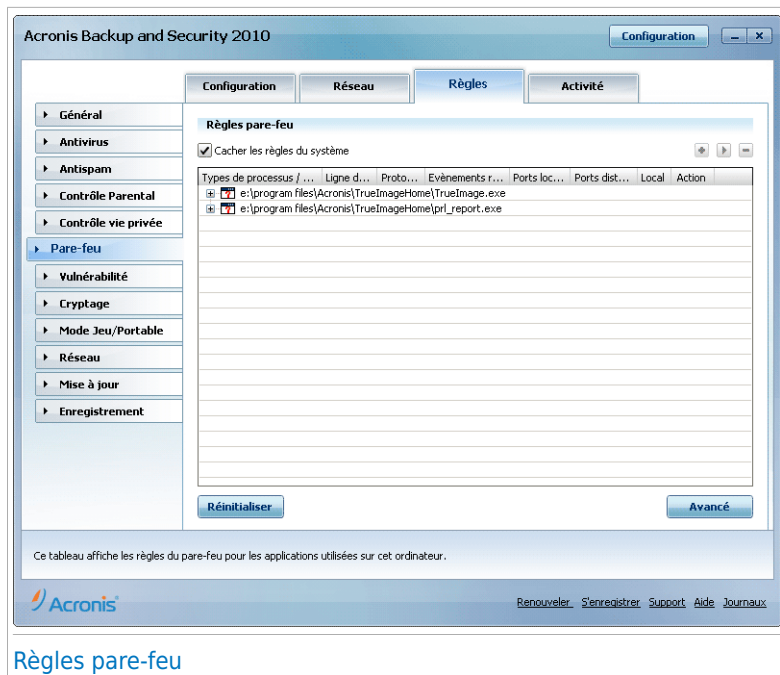 Acronis Backup and Security 2010
Configuration
Configuration Réseau Règles Activité
Général
Antivirus
Antispam
Contrôle Parental
Contrôle vie privée
Pare-feu
Vulnérabilité
Cryptage
Mode Jeu/Portable
Réseau
Mise à jour
Enregistrement
Règles pare-feu
Cacher les règles du système
Types de processus / ... Ligne d... Proto... Evènements r... Ports loc... Ports dist... Local Action
e:\program files\Acronis\TrueImageHome\TrueImage.exe
e:\program files\Acronis\TrueImageHome\prl_report.exe
Réinitialiser Avancé
Ce tableau affiche les règles du pare-feu pour les applications utilisées sur cet ordinateur.
Acronis
Renouveler S'enregistrer Support Aide Journaux
Règles pare-feu